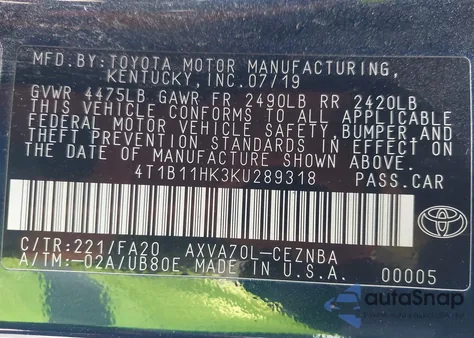 MFD.BY:TOYOTA MOTOR MANUFACTURING,
KENTUCKY, INC.07/19
GVWR 4475LB GAWR FR 2490LB RR 2420LB
THIS VEHICLE CONFORMS TO ALL APPLICABLE
FEDERAL MOTOR VEHICLE SAFETY, BUMPER, AND
THEFT PREVENTION STANDARDS IN EFFECT ON
THE DATE OF MANUFACTURE SHOWN ABOVE.
4T1B11HK3KU289318 PASS.CAR
C/TR:221/FA20 AXVA70L-CEZNBA
A/TM:-02A/UB80E MADE IN U.S.A. 00005
autoSnap